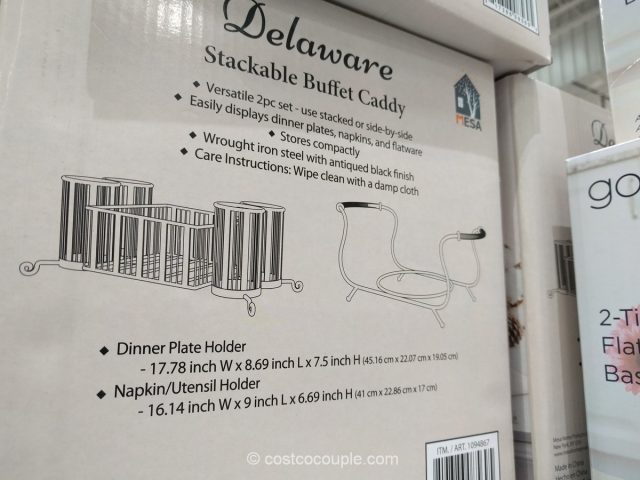 Delaware
Stackable Buffet Caddy
◆ Versatile 2pc set - use stacked or side-by-side
◆ Easily displays dinner plates, napkins, and flatware
◆ Stores compactly
◆ Wrought iron steel with antiqued black finish
◆ Care Instructions: Wipe clean with a damp cloth
MESA
◆ Dinner Plate Holder
- 17.78 inch W x 8.69 inch L x 7.5 inch H (45.16 cm x 22.07 cm x 19.05 cm)
◆ Napkin/Utensil Holder
- 16.14 inch W x 9 inch L x 6.69 inch H (41 cm x 22.86 cm x 17 cm)
ITM. / ART. 1094867
© costcocouple.com
De
go
2-Ti
Flat
Bas
Made in China